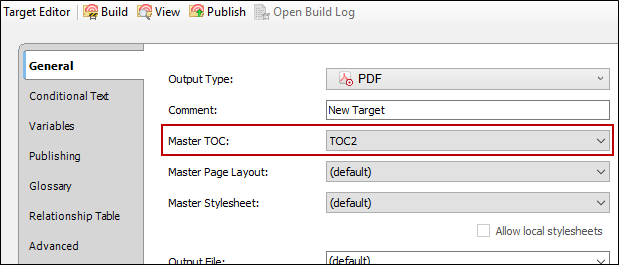 Target Editor Build View Publish Open Build Log
General
Conditional Text
Variables
Publishing
Glossary
Relationship Table
Advanced
Output Type: PDF
Comment: New Target
Master TOC: TOC2
Master Page Layout: (default)
Master Stylesheet: (default)
Allow local stylesheets
Output File: (default)